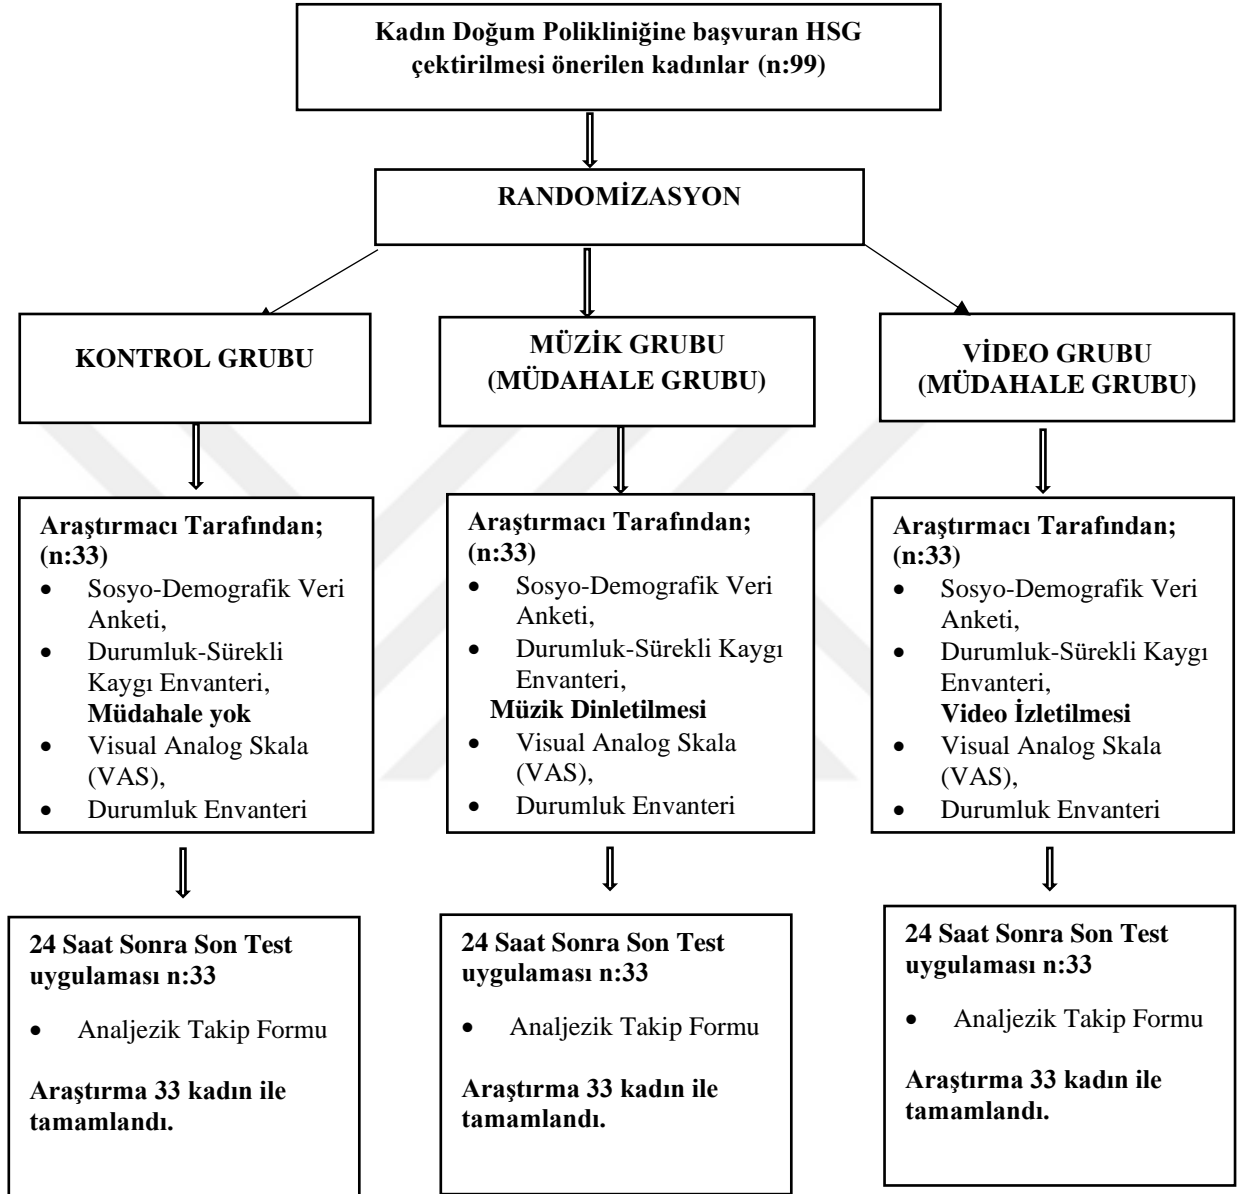 Kadın Doğum Polikliniğine başvuran HSG
çektirilmesi önerilen kadınlar (n:99)
RANDOMİZASYON
KONTROL GRUBU
MÜZİK GRUBU
(MÜDAHALE GRUBU)
VİDEO GRUBU
(MÜDAHALE GRUBU)
Araştırmacı Tarafından;
(n:33)
• Sosyo-Demografik Veri
Anketi,
• Durumluk-Sürekli
Kaygı Envanteri,
Müdahale yok
• Visual Analog Skala
(VAS),
• Durumluk Envanteri
Araştırmacı Tarafından;
(n:33)
• Sosyo-Demografik Veri
Anketi,
• Durumluk-Sürekli Kaygı
Envanteri,
Müzik Dinletilmesi
• Visual Analog Skala
(VAS),
• Durumluk Envanteri
Araştırmacı Tarafından;
(n:33)
• Sosyo-Demografik Veri
Anketi,
• Durumluk-Sürekli Kaygı
Envanteri,
Video İzletilmesi
• Visual Analog Skala
(VAS),
• Durumluk Envanteri
24 Saat Sonra Son Test
uygulaması n:33
• Analjezik Takip Formu
Araştırma 33 kadın ile
tamamlandı.
24 Saat Sonra Son Test
uygulaması n:33
• Analjezik Takip Formu
Araştırma 33 kadın ile
tamamlandı.
24 Saat Sonra Son Test
uygulaması n:33
• Analjezik Takip Formu
Araştırma 33 kadın ile
tamamlandı.